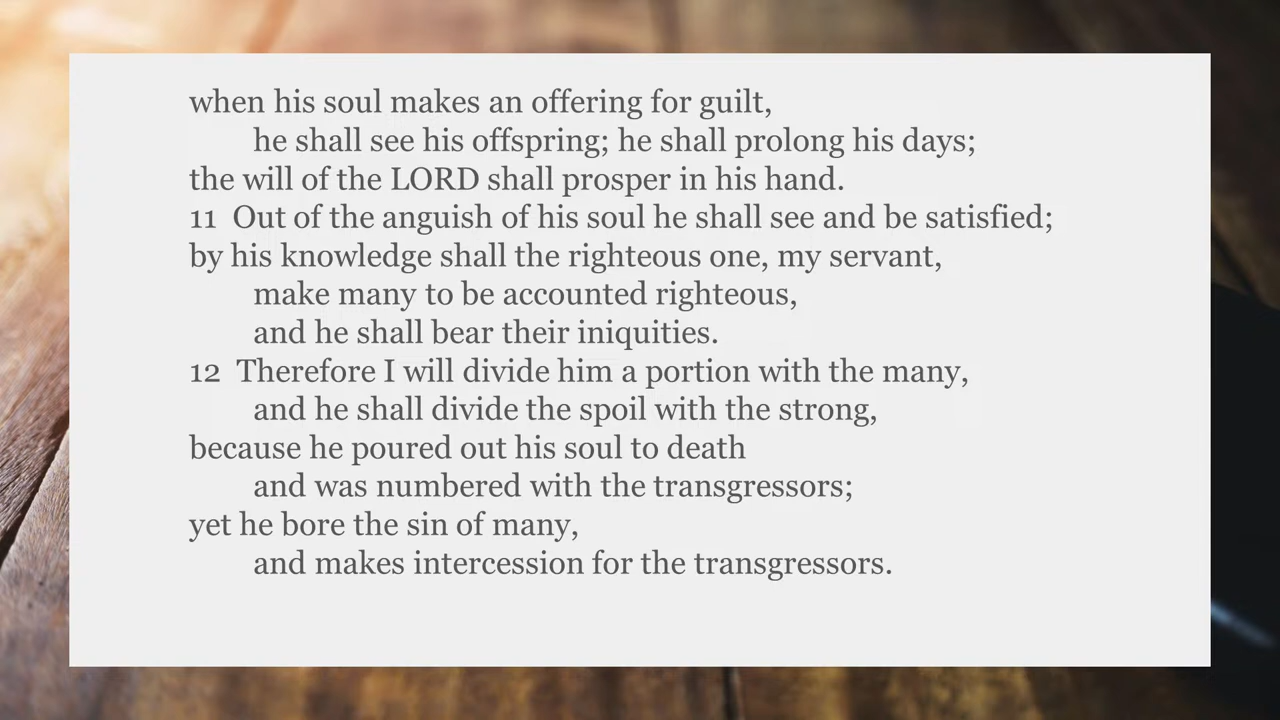 when his soul makes an offering for guilt,
he shall see his offspring; he shall prolong his days;
the will of the LORD shall prosper in his hand.
11 Out of the anguish of his soul he shall see and be satisfied;
by his knowledge shall the righteous one, my servant,
make many to be accounted righteous,
and he shall bear their iniquities.
12 Therefore I will divide him a portion with the many,
and he shall divide the spoil with the strong,
because he poured out his soul to death
and was numbered with the transgressors;
yet he bore the sin of many,
and makes intercession for the transgressors.